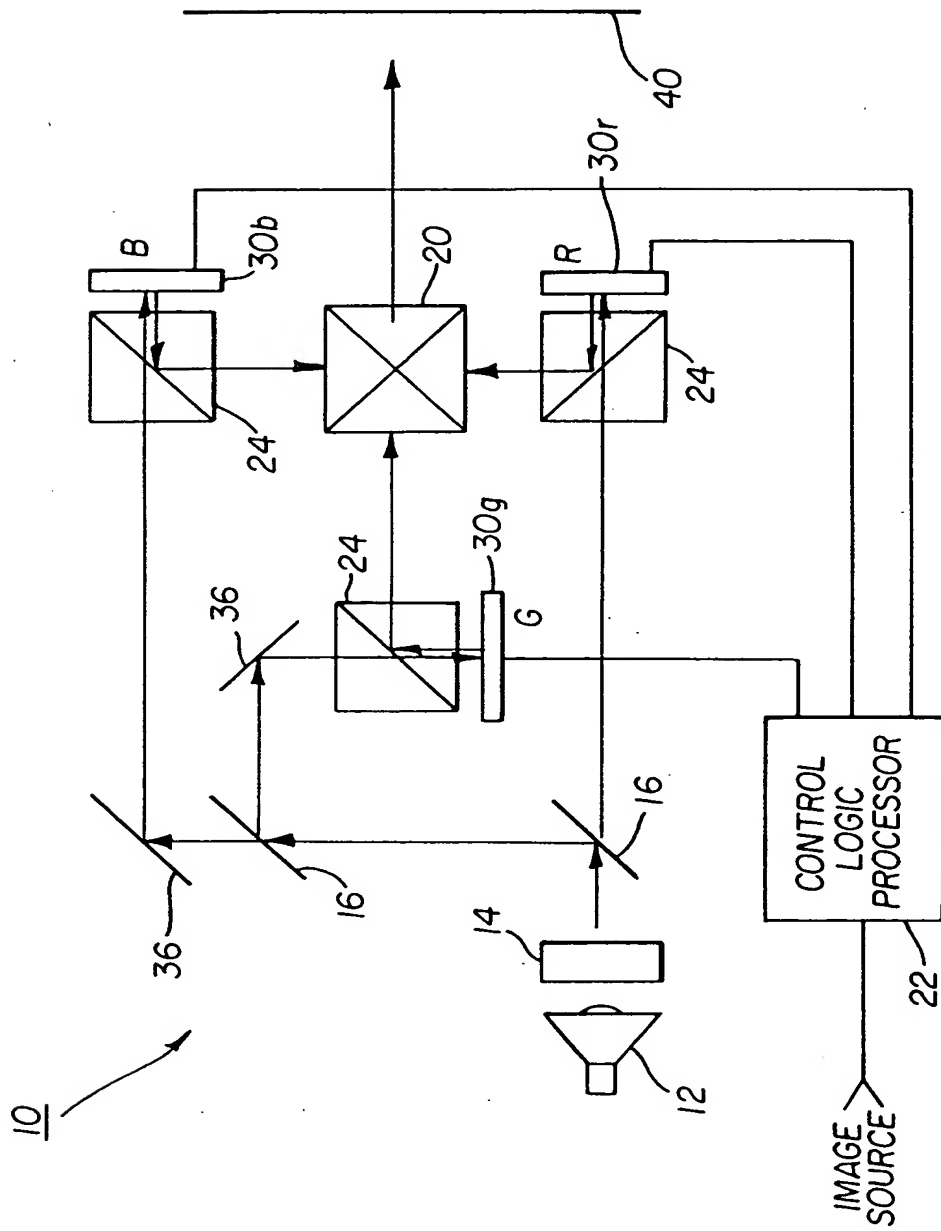 10
36
16
36
24
30g
G
24
B
30b
20
R
30r
24
40
16
14
12
CONTROL
LOGIC
PROCESSOR
22
IMAGE
SOURCE